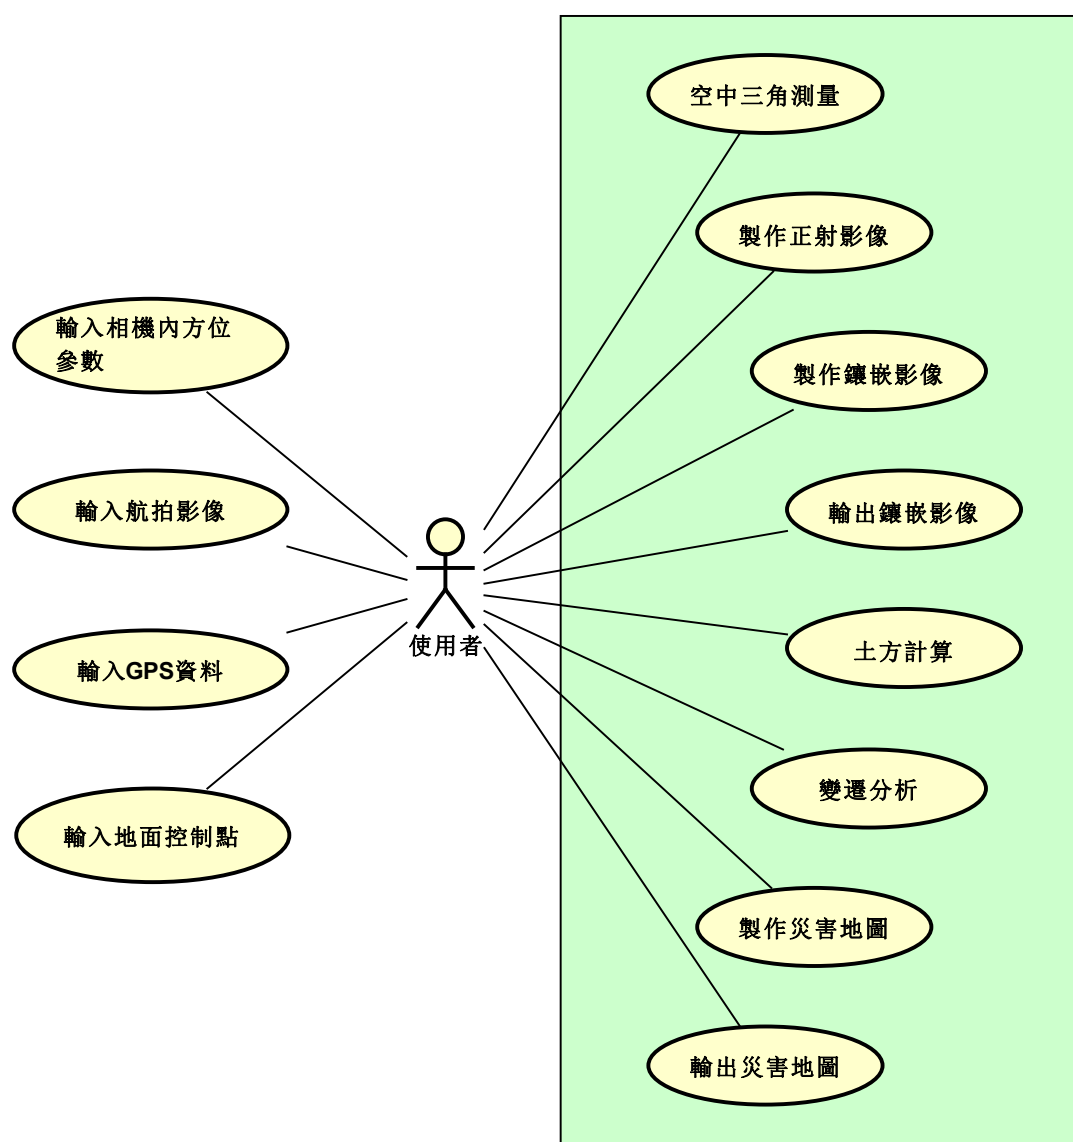 空中三角測量
製作正射影像
輸入相機內方位
參數
製作鑲嵌影像
輸入航拍影像
輸出鑲嵌影像
使用者
土方計算
輸入GPS資料
變遷分析
輸入地面控制點
製作災害地圖
輸出災害地圖